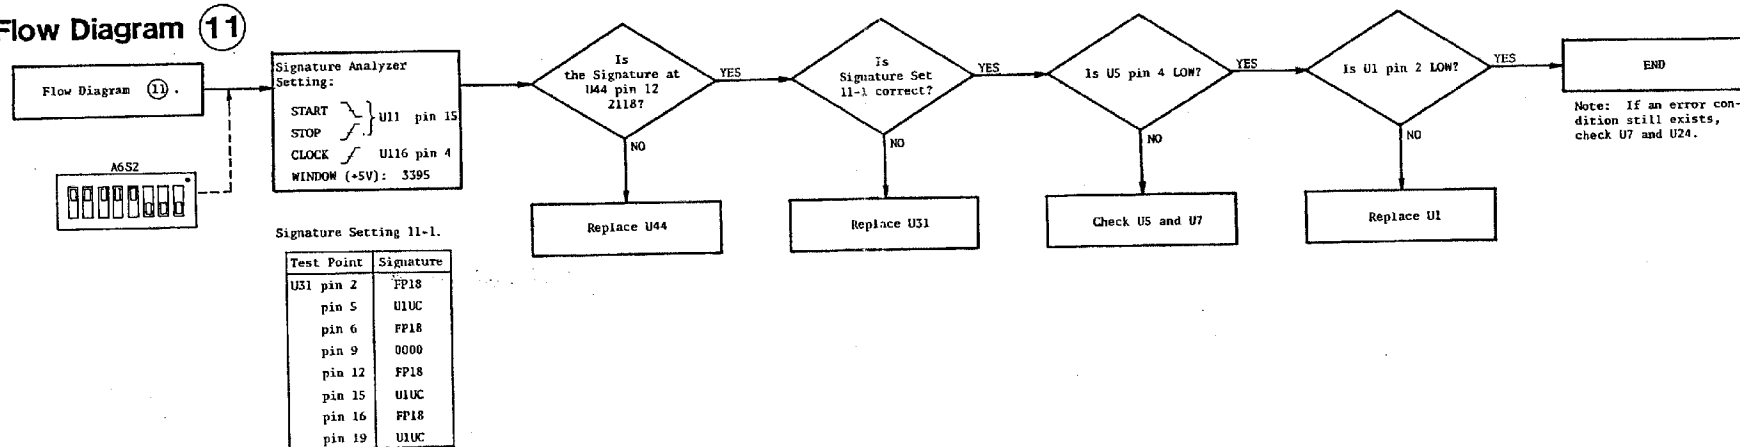 Flow Diagram 11
Flow Diagram 11.
A6S2
Signature Analyzer
Setting:
START
STOP
U11 pin 15
CLOCK U116 pin 4
WINDOW (+5V): 3395
Signature Setting 11-1.
Test Point Signature
U31 pin 2 FP18
pin 5 U1UC
pin 6 FP18
pin 9 0000
pin 12 FP18
pin 15 U1UC
pin 16 FP18
pin 19 U1UC
Is
the Signature at
U44 pin 12
2118?
YES
NO
Replace U44
Is
Signature Set
11-1 correct?
YES
NO
Replace U31
Is U5 pin 4 LOW?
YES
NO
Check U5 and U7
Is U1 pin 2 LOW?
YES
NO
Replace U1
END
Note: If an error con-
dition still exists,
check U7 and U24.